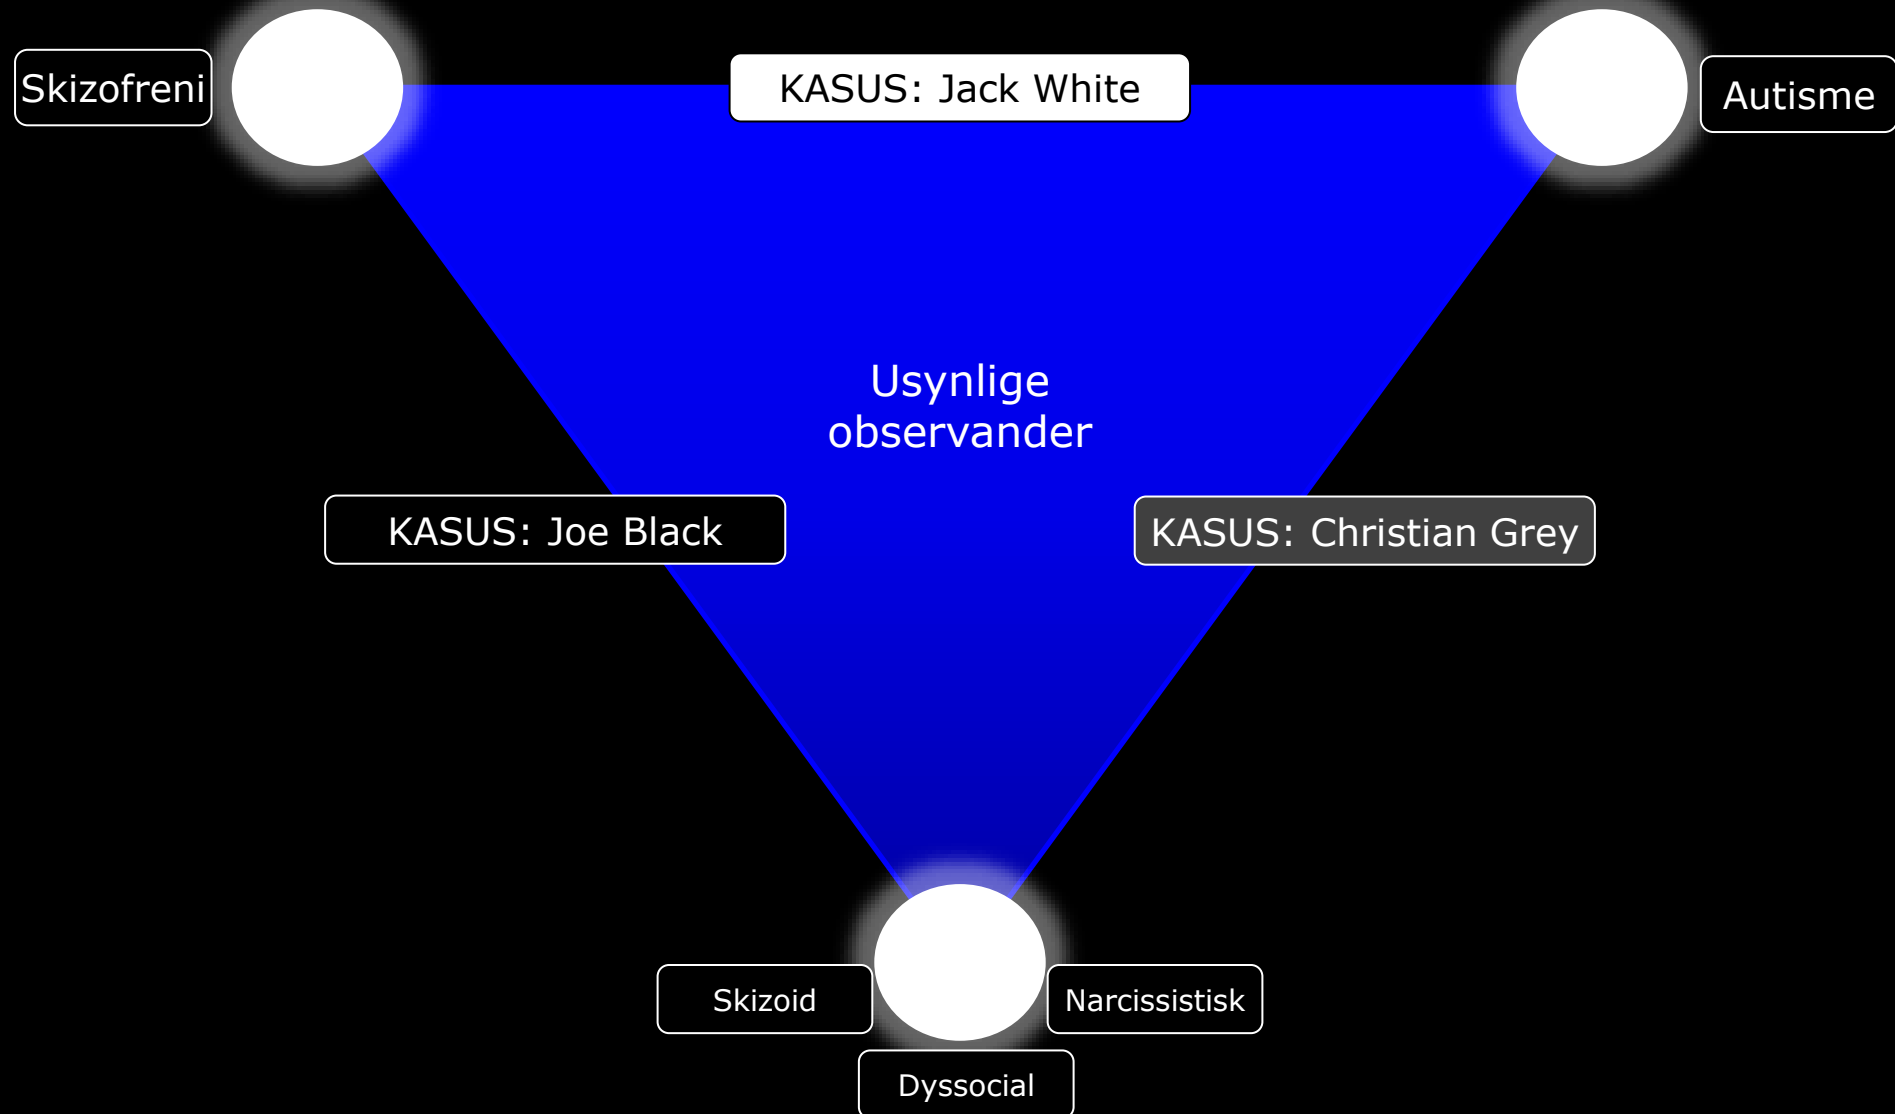 Skizofreni
KASUS: Jack White
Autisme
Usynlige
observander
KASUS: Joe Black
KASUS: Christian Grey
Skizoid
Narcissistisk
Dyssocial